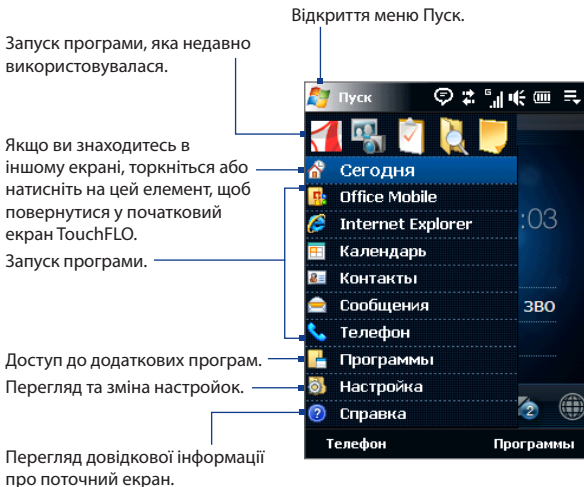 Відкриття меню Пуск.
Запуск програми, яка недавно
використовувалася.
Якщо ви знаходитесь в
іншому екрані, торкніться або
натисніть на цей елемент, щоб
повернутися у початковий
екран TouchFLO.
Запуск програми.
Доступ до додаткових програм.
Перегляд та зміна настройок.
Перегляд довідкової інформації
про поточний екран.
Пуск
G
Сегодня
Office Mobile
Internet Explorer
:03
Календарь
Контакты
Сообщения
ЗВО
Телефон
Программы
Настройка
2
Справка
Телефон
Программы